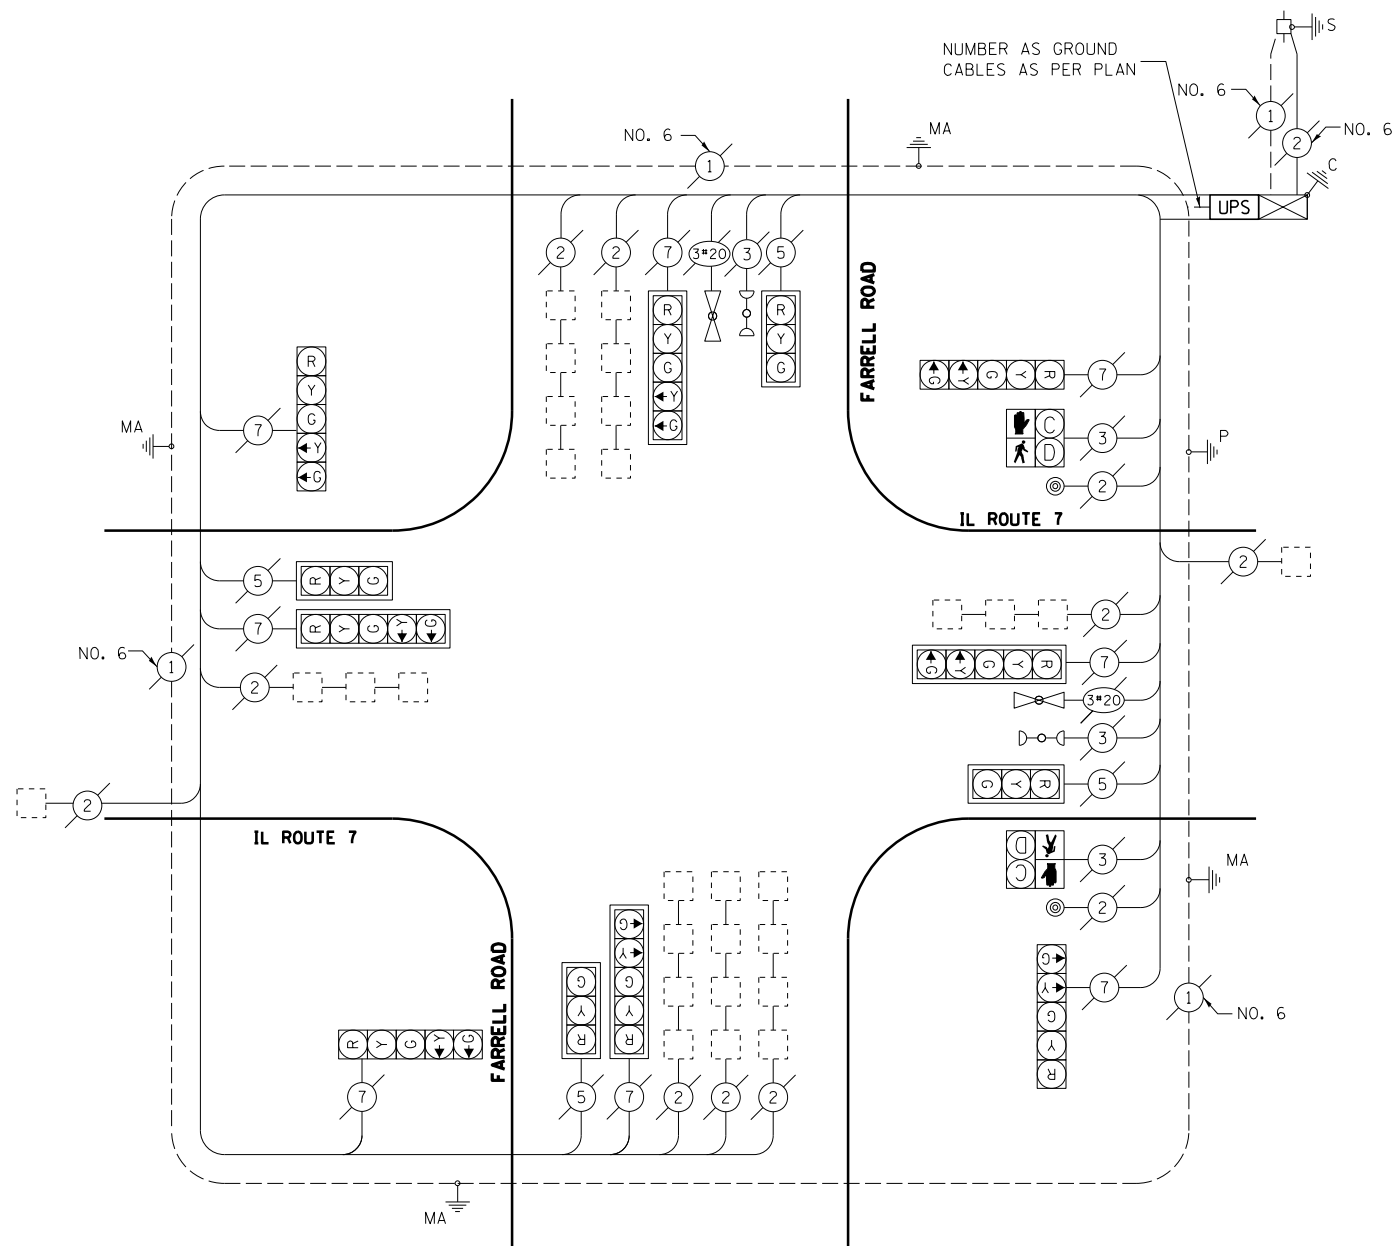 NUMBER AS GROUND
CABLES AS PER PLAN
S
NO. 6
1
NO. 6
2
C
UPS
NO. 6
1
MA
2
2
7
3#20
3
5
R
Y
G
Y
G
R
Y
G
FARRELL ROAD
R
Y
G
Y
G
7
MA
G Y G Y R
7
C
D
3
2
P
IL ROUTE 7
2
5
R Y G
7
R Y G Y G
NO. 6
1
2
2
IL ROUTE 7
2
G Y G Y R
7
3#20
3
G Y R
5
D
C
3
2
MA
G
Y
G
Y
R
7
1
NO. 6
G
Y
G
Y
R
G
Y
R
FARRELL ROAD
R Y G Y G
7
5
7
2
2
2
MA